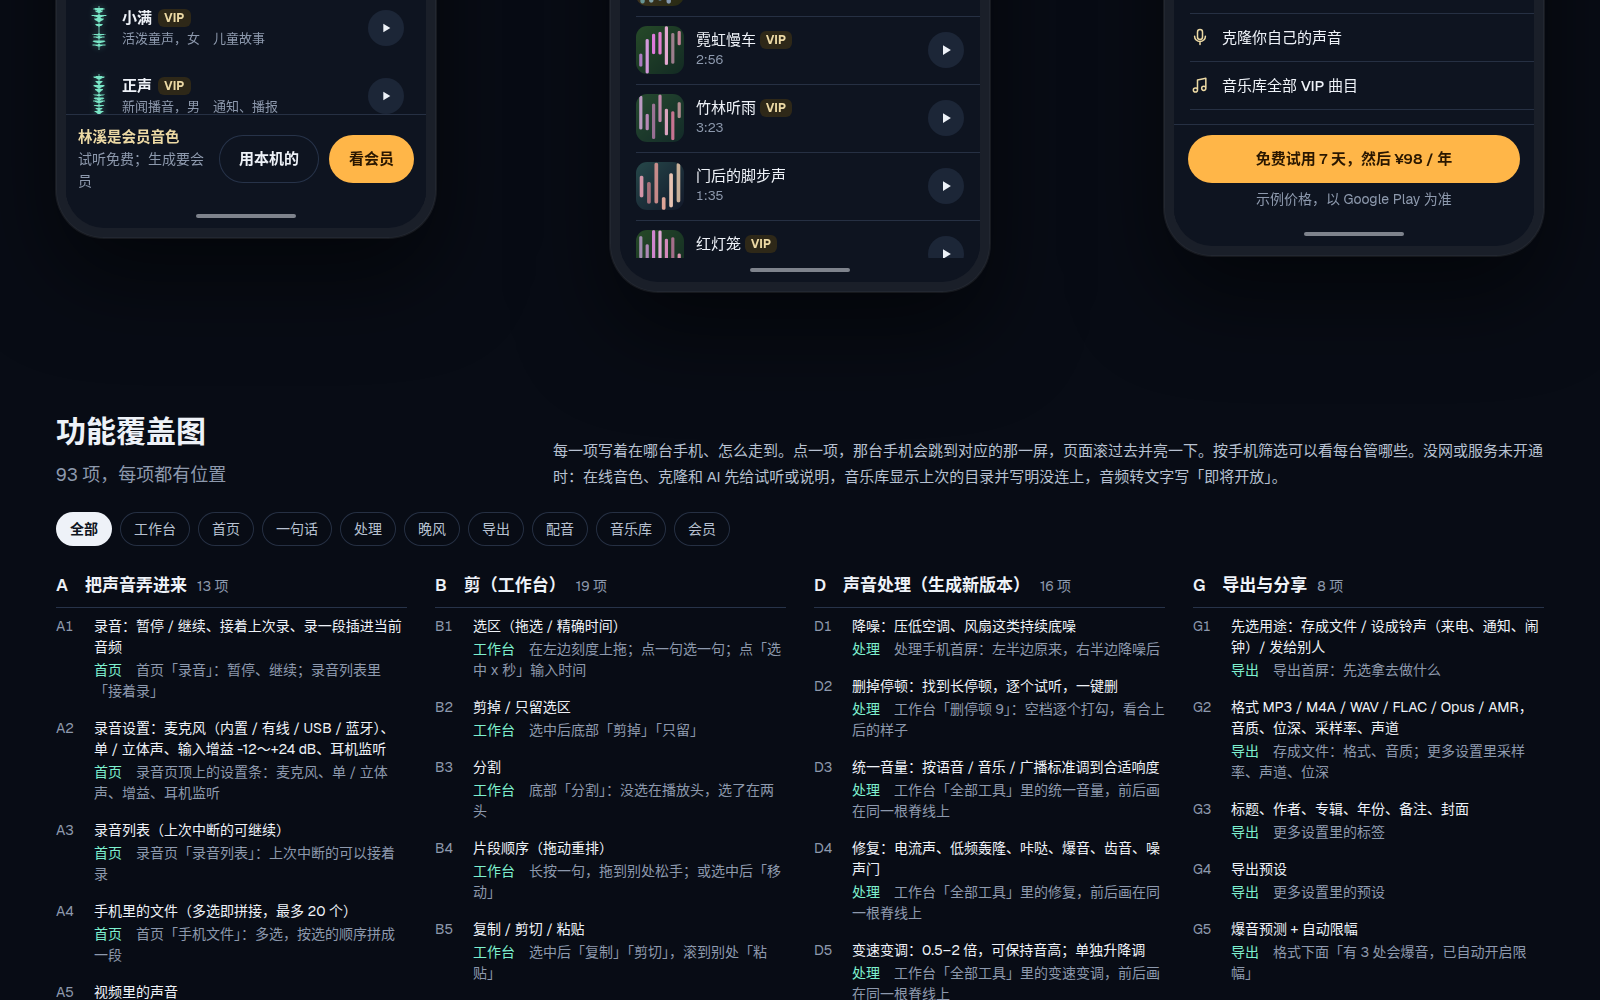 小满 VIP
活泼童声，女 儿童故事
正声 VIP
新闻播音，男 通知、播报
林溪是会员音色
试听免费；生成要会
员
用本机的
看会员
霓虹慢车 VIP
2:56
竹林听雨 VIP
3:23
门后的脚步声
1:35
红灯笼 VIP
克隆你自己的声音
音乐库全部 VIP 曲目
免费试用 7 天，然后 ¥98 / 年
示例价格，以 Google Play 为准
功能覆盖图
93 项，每项都有位置
每一项写着在哪台手机、怎么走到。点一项，那台手机会跳到对应的那一屏，页面滚过去并亮一下。按手机筛选可以看每台管哪些。没网或服务未开通
时：在线音色、克隆和 AI 先给试听或说明，音乐库显示上次的目录并写明没连上，音频转文字写「即将开放」。
全部 工作台 首页 一句话 处理 晚风 导出 配音 音乐库 会员
A 把声音弄进来 13 项
A1 录音：暂停 / 继续、接着上次录、录一段插进当前
音频
首页 首页「录音」：暂停、继续；录音列表里
「接着录」
A2 录音设置：麦克风（内置 / 有线 / USB / 蓝牙）、
单 / 立体声、输入增益 -12～+24 dB、耳机监听
首页 录音页顶上的设置条：麦克风、单 / 立体
声、增益、耳机监听
A3 录音列表（上次中断的可继续）
首页 录音页「录音列表」：上次中断的可以接着
录
A4 手机里的文件（多选即拼接，最多 20 个）
首页 首页「手机文件」：多选，按选的顺序拼成
一段
A5 视频里的声音
B 剪（工作台） 19 项
B1 选区（拖选 / 精确时间）
工作台 在左边刻度上拖；点一句选一句；点「选
中 x 秒」输入时间
B2 剪掉 / 只留选区
工作台 选中后底部「剪掉」「只留」
B3 分割
工作台 底部「分割」：没选在播放头，选了在两
头
B4 片段顺序（拖动重排）
工作台 长按一句，拖到别处松手；或选中后「移
动」
B5 复制 / 剪切 / 粘贴
工作台 选中后「复制」「剪切」，滚到别处「粘
贴」
D 声音处理（生成新版本） 16 项
D1 降噪：压低空调、风扇这类持续底噪
处理 处理手机首屏：左半边原来，右半边降噪后
D2 删掉停顿：找到长停顿，逐个试听，一键删
处理 工作台「删停顿 9」：空档逐个打勾，看合上
后的样子
D3 统一音量：按语音 / 音乐 / 广播标准调到合适响度
处理 工作台「全部工具」里的统一音量，前后画
在同一根脊线上
D4 修复：电流声、低频轰隆、咔哒、爆音、齿音、噪
声门
处理 工作台「全部工具」里的修复，前后画在同
一根脊线上
D5 变速变调：0.5–2 倍，可保持音高；单独升降调
处理 工作台「全部工具」里的变速变调，前后画
在同一根脊线上
G 导出与分享 8 项
G1 先选用途：存成文件 / 设成铃声（来电、通知、闹
钟）/ 发给别人
导出 导出首屏：先选拿去做什么
G2 格式 MP3 / M4A / WAV / FLAC / Opus / AMR，
音质、位深、采样率、声道
导出 存成文件：格式、音质；更多设置里采样
率、声道、位深
G3 标题、作者、专辑、年份、备注、封面
导出 更多设置里的标签
G4 导出预设
导出 更多设置里的预设
G5 爆音预测 + 自动限幅
导出 格式下面「有 3 处会爆音，已自动开启限
幅」